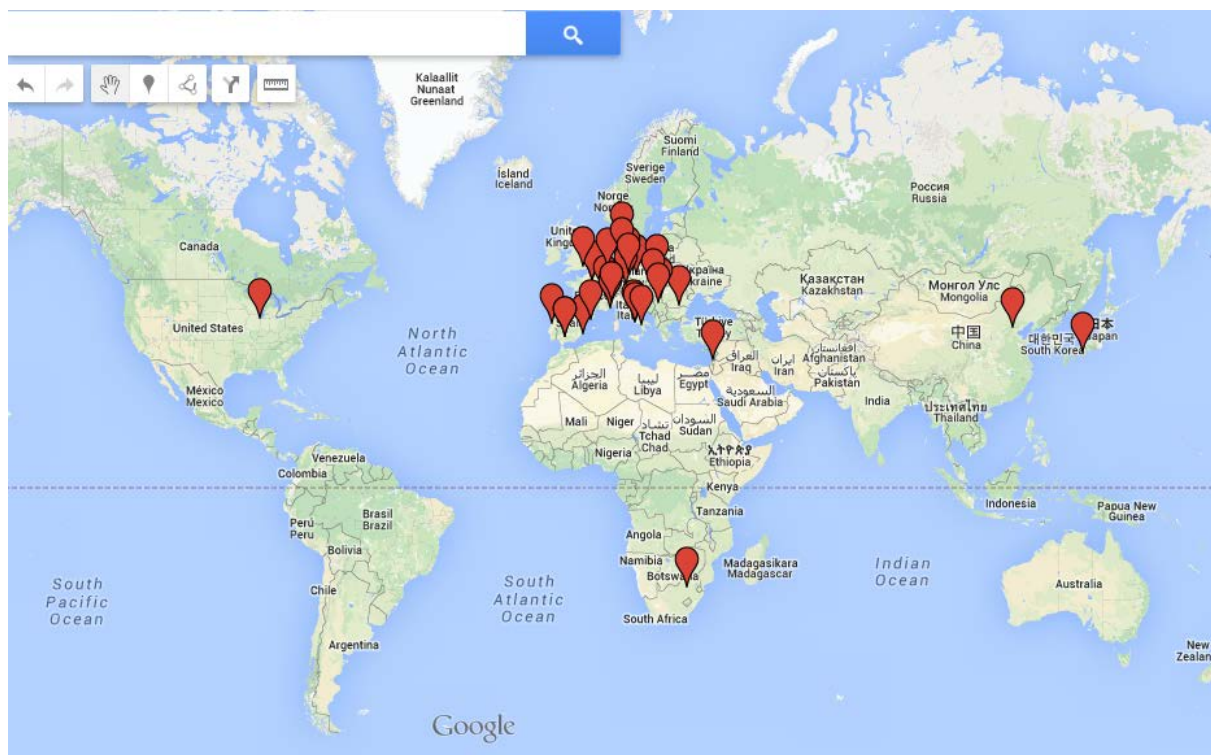 Kalaallit
Nunaat
Greenland
Ísland
Iceland
Suomi
Finland
Sverige
Sweden
Norge
Россия
Russia
Canada
United States
North
Atlantic
Ocean
Україна
Ukraine
Қазақстан
Kazakhstan
Монгол Улс
Mongolia
中国
China
대한민국
South Korea
日本
Japan
Türkiye
العراق
Iraq
ایران
Iran
افغانستان
Afghanistan
پاکستان
Pakistan
México
Mexico
الجزائر
Algeria
ليبيا
Libya
مصر
Egypt
السعودية
Saudi Arabia
India
ประเทศไทย
Thailand
Mali
Niger
تشاد
Tchad
Chad
السودان
Sudan
Nigeria
ኢትዮጵያ
Ethiopia
Venezuela
Colombia
Kenya
Tanzania
Indonesia
Papua New
Guinea
Brasil
Brazil
Perú
Peru
Bolivia
Angola
Namibia
Botswana
Madagasikara
Madagascar
Indian
Ocean
Australia
South
Pacific
Ocean
Chile
South
Atlantic
Ocean
South Africa
Argentina
New
Google